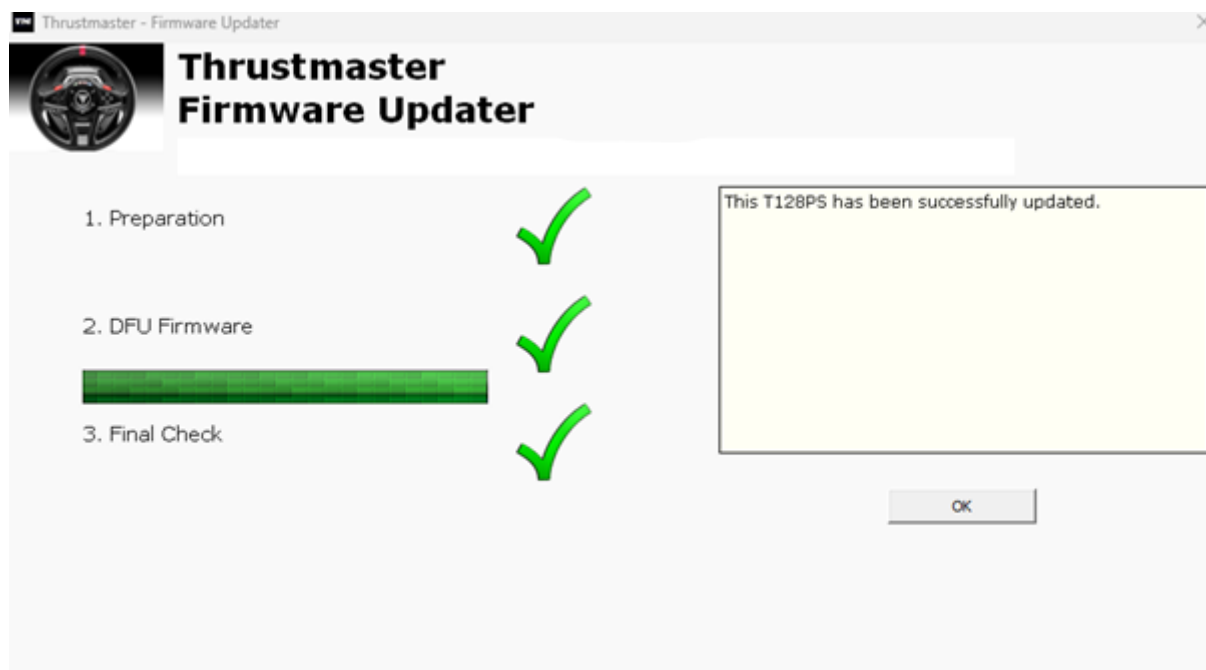 Thrustmaster - Firmware Updater
Thrustmaster
Firmware Updater
1. Preparation
This T128PS has been successfully updated.
2. DFU Firmware
3. Final Check
OK